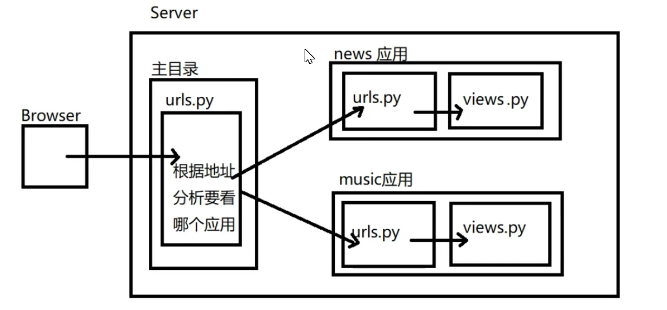 Server
主目录
urls.py
Browser
根据地址
分析要看
哪个应用
news 应用
urls.py
views.py
music应用
urls.py
views.py